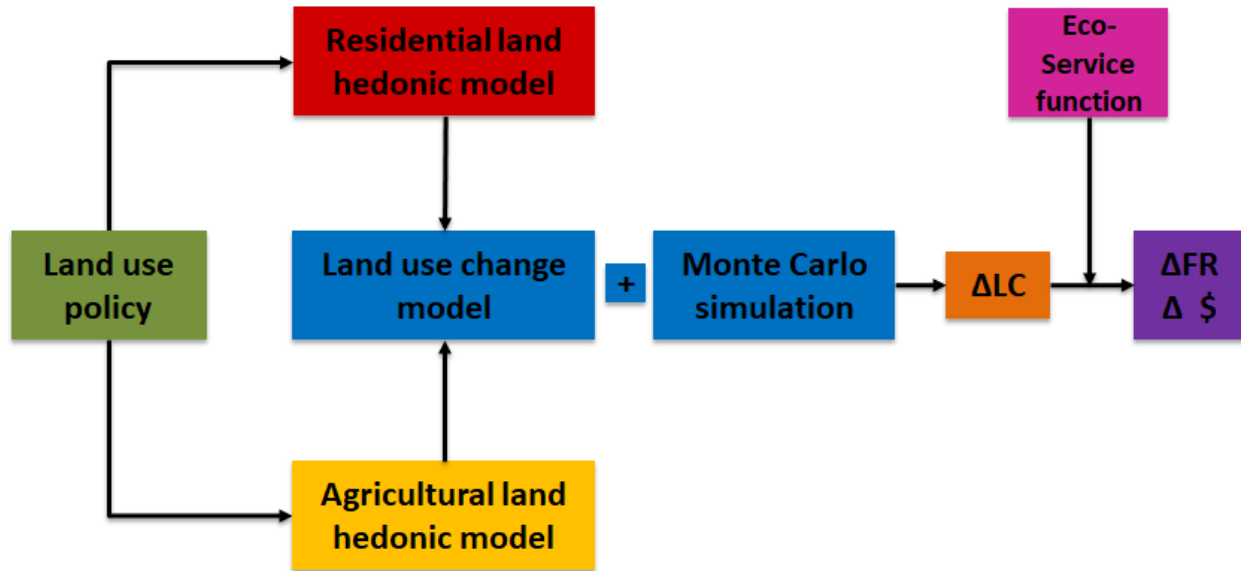 Residential land
hedonic model
Eco-
Service
function
Land use
policy
Land use change
model
+
Monte Carlo
simulation
ΔLC
ΔFR
Δ $
Agricultural land
hedonic model